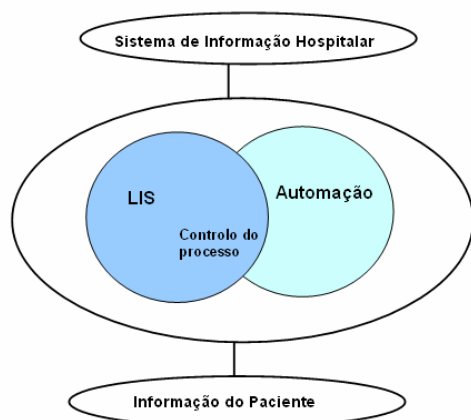 Sistema de Informação Hospitalar
LIS
Automação
Controlo do
processo
Informação do Paciente